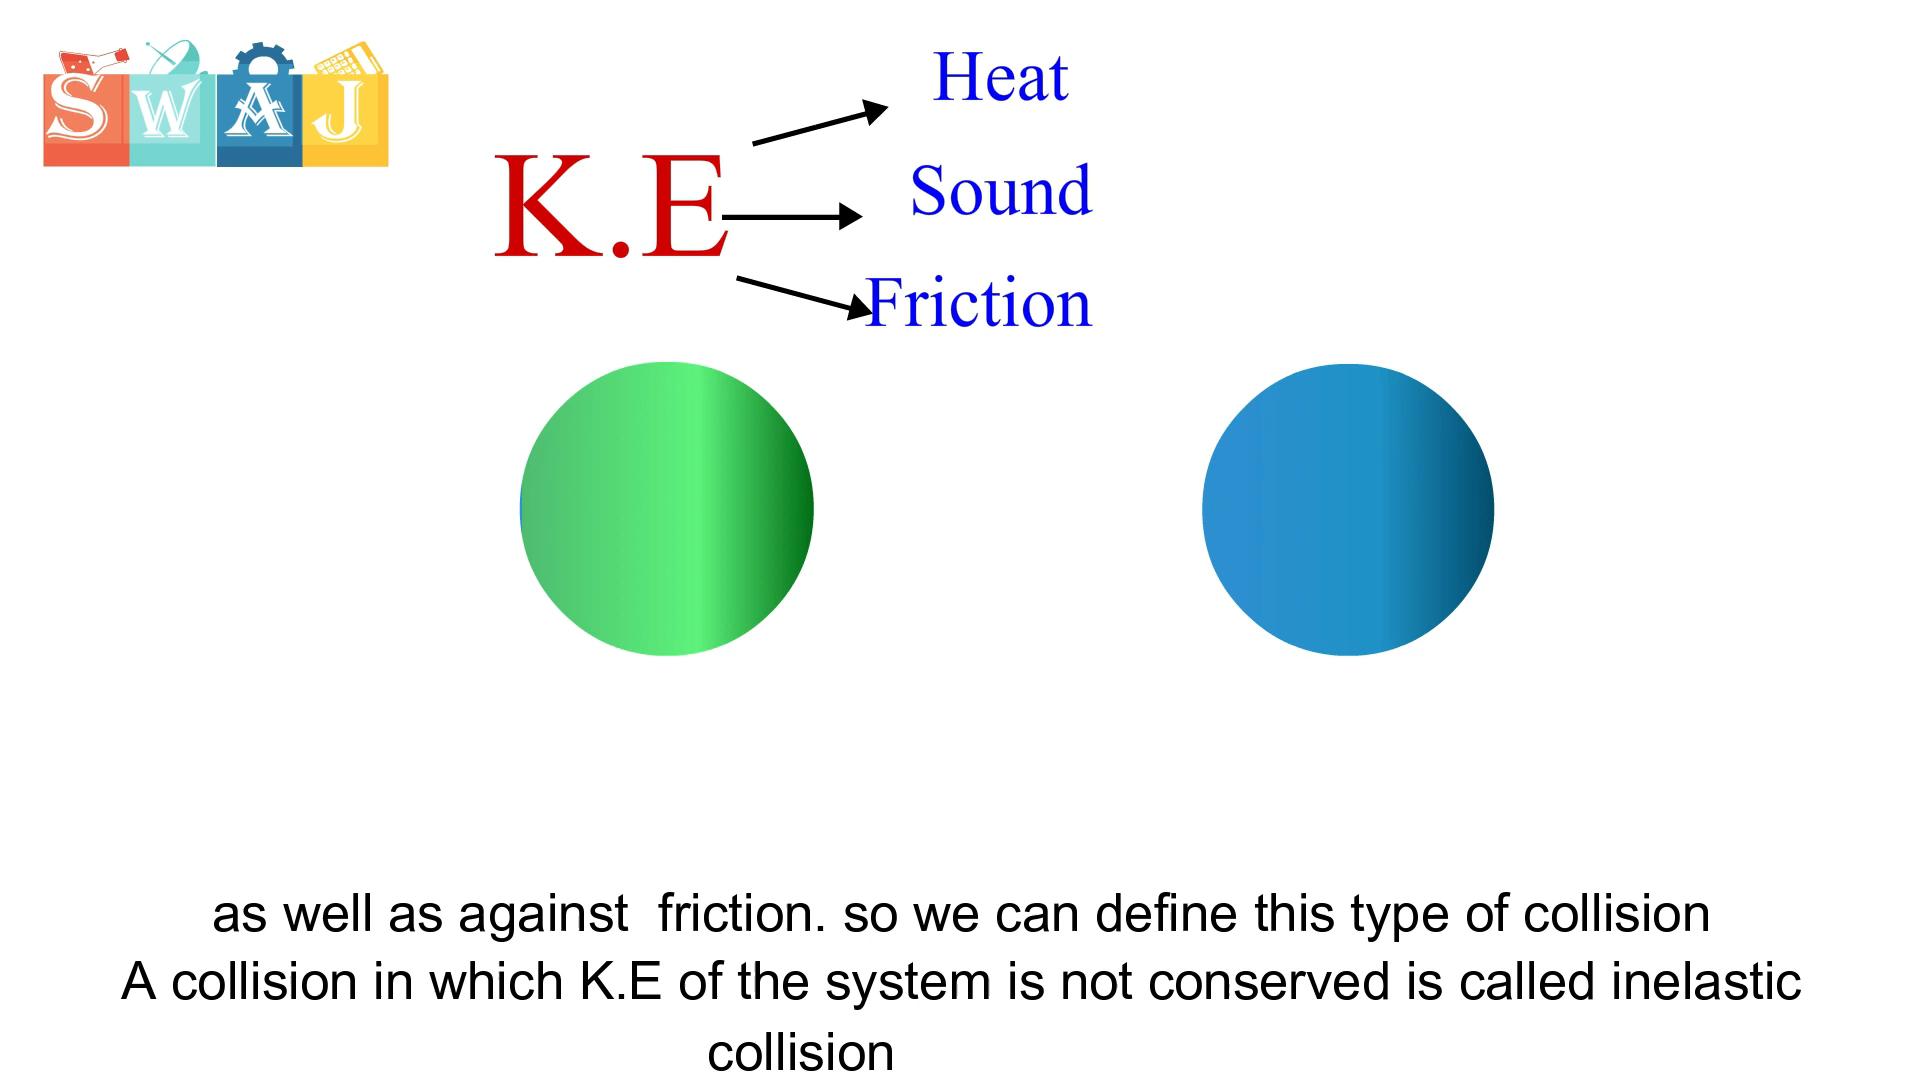 SWAJ
Heat
K.E
Sound
Friction
as well as against  friction. so we can define this type of collision
A collision in which K.E of the system is not conserved is called inelastic
collision